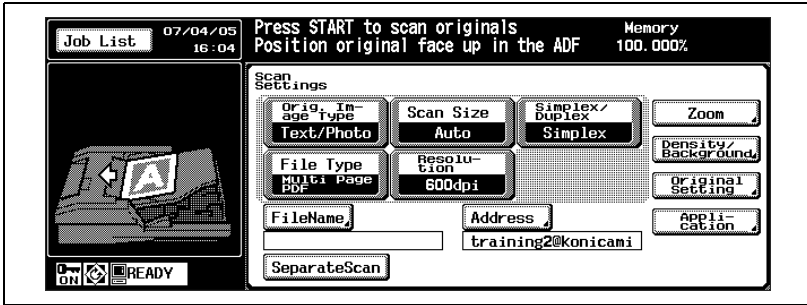 Job List
07/04/05
16:04
Press START to scan originals
Position original face up in the ADF
Memory
100.000%
Scan
Settings
Orig. Im-
age Type
Text/Photo
Scan Size
Auto
Simplex/
Duplex
Simplex
Zoom
File Type
Multi Page
PDF
Resolu-
tion
600dpi
Density/
Background
Original
Setting
FileName
Address
training2@konicami
Appli-
cation
SeparateScan
A
ON
READY